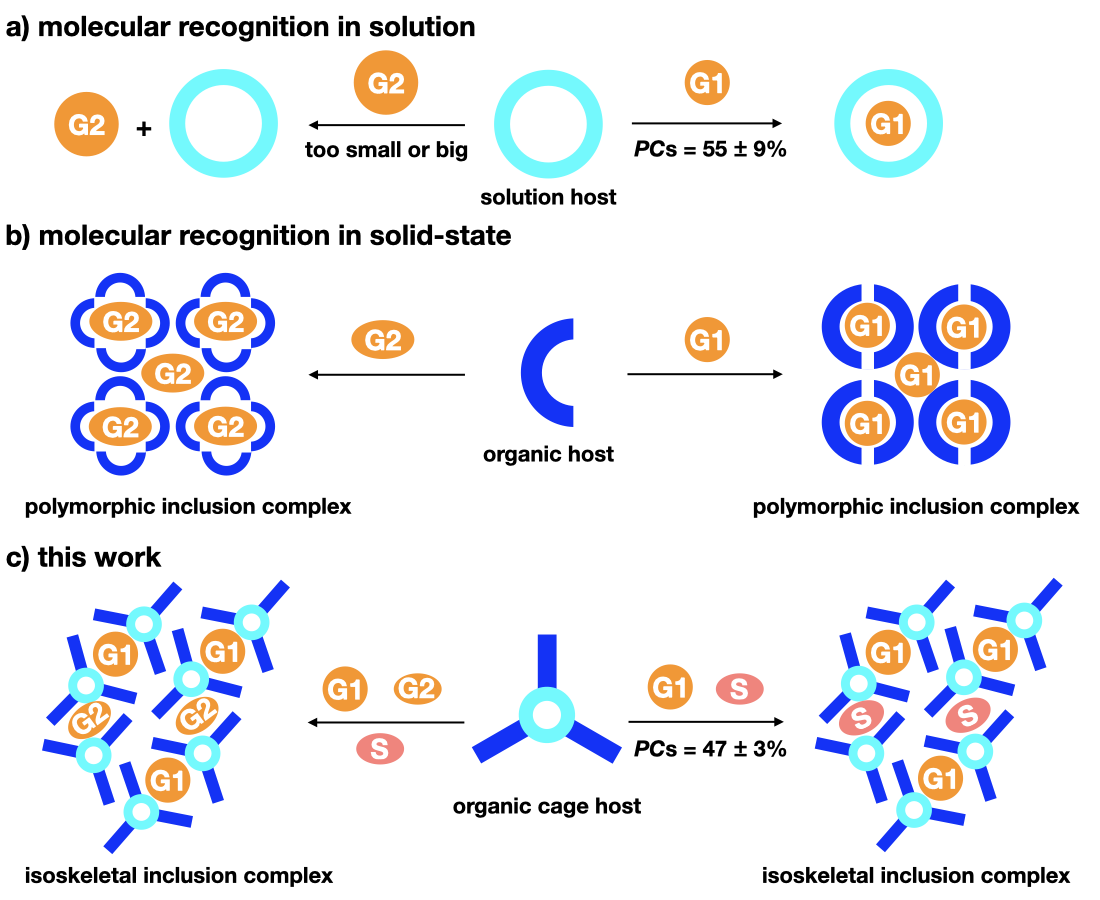 a) molecular recognition in solution
G2
G1
G2
+
G1
too small or big
PCs = 55 ± 9%
solution host
b) molecular recognition in solid-state
G2 G2
G2
G1
G1 G1
G2
G1
G2 G2
G1 G1
organic host
polymorphic inclusion complex
polymorphic inclusion complex
c) this work
G1 G1
G1 G1
G1 G2
G1 S
G2 G2
S S
S
PCs = 47 ± 3%
G1
G1
organic cage host
isoskeletal inclusion complex
isoskeletal inclusion complex